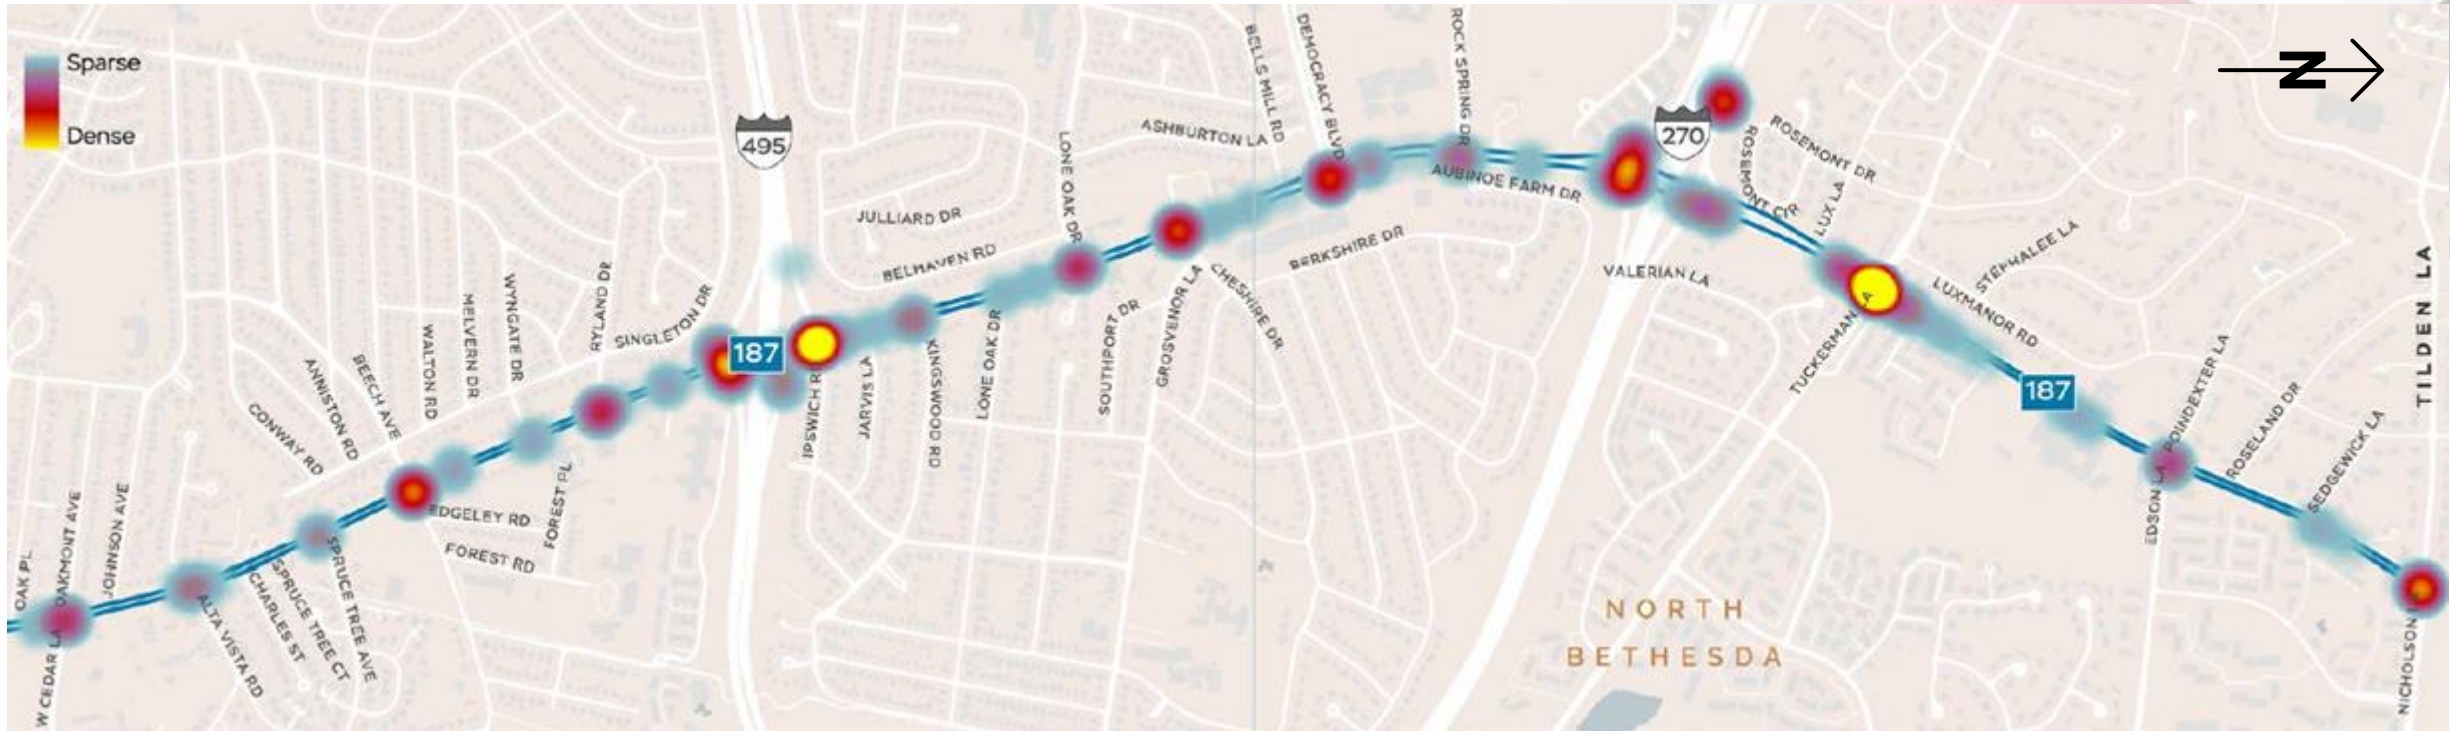 Sparse
Dense
N
495
270
187
187
OAK PL
W CEDAR LA
OAKMONT AVE
JOHNSON AVE
ALTA VISTA RD
CHARLES ST
SPRUCE TREE CT
SPRUCE TREE AVE
CONWAY RD
ANNISTON RD
BEECH AVE
WALTON RD
MELVERN DR
WYNGATE DR
EDGELEY RD
FOREST RD
FOREST PL
RYLAND DR
SINGLETON DR
IPSWICH R
JARVIS LA
KINGSWOOD RD
JULLIARD DR
BELHAVEN RD
LONE OAK DR
LONE OAK DR
SOUTHPORT DR
GROSVENOR LA
CHESHIRE DR
ASHBURTON LA
BELLS MILL RD
DEMOCRACY BLVD
BERKSHIRE DR
ROCK SPRING DR
AUBINOE FARM DR
VALERIAN LA
ROSEMONT DR
ROSEMONT CIR
LUX LA
TUCKERMAN LA
LUXMANOR RD
STEPHALEE LA
NORTH
BETHESDA
EDSON LA
POINDEXTER LA
ROSELAND DR
SEDGEWICK LA
TILDEN LA
NICHOLSON L